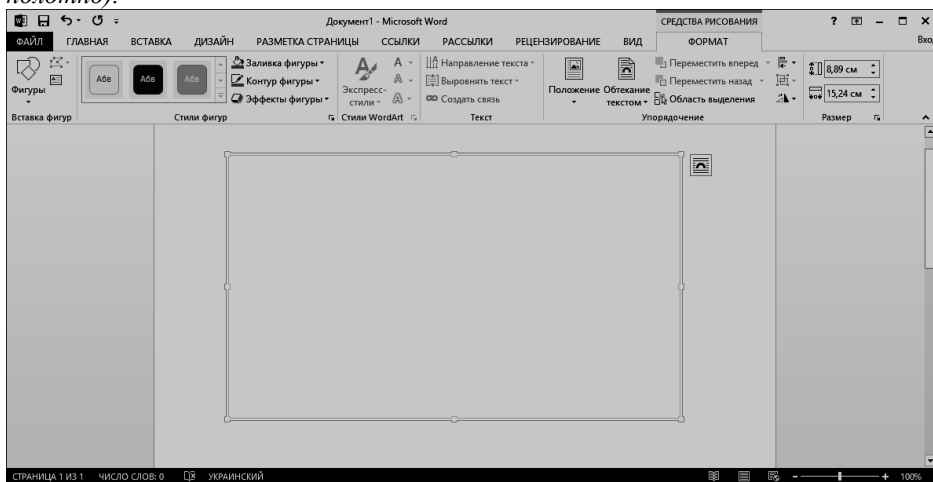 полотно).
Документ1 - Microsoft Word
СРЕДСТВА РИСОВАНИЯ
?
ФАЙЛ ГЛАВНАЯ ВСТАВКА ДИЗАЙН РАЗМЕТКА СТРАНИЦЫ ССЫЛКИ РАССЫЛКИ РЕЦЕНЗИРОВАНИЕ ВИД ФОРМАТ Вхо
Абв Абв Абв
Фигуры
Заливка фигуры
Контур фигуры
Эффекты фигуры
Экспресс-
стили
Направление текста
Выровнять текст
Создать связь
Положение
Обтекание
текстом
Переместить вперед
Переместить назад
Область выделения
8,89 см
15,24 см
Вставка фигур Стили фигур Стили WordArt Текст Упорядочение Размер
СТРАНИЦА 1 ИЗ 1 ЧИСЛО СЛОВ: 0 УКРАИНСКИЙ 100%